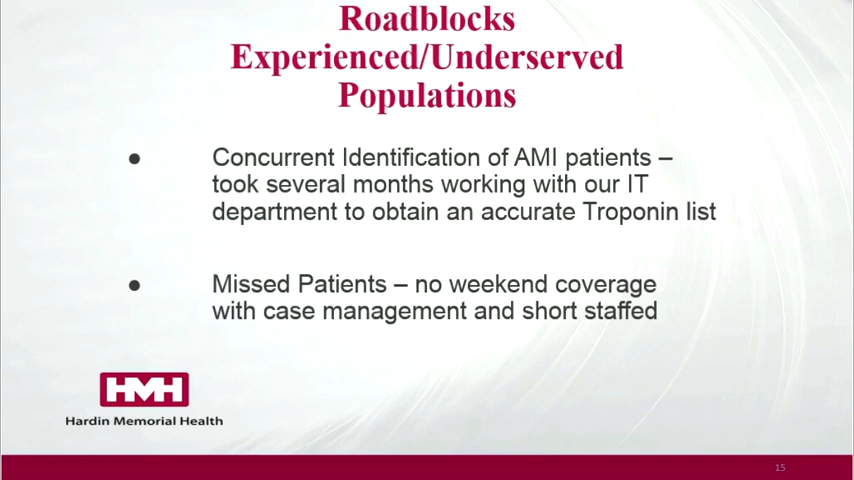 Roadblocks
Experienced/Underserved
Populations
● Concurrent Identification of AMI patients –
took several months working with our IT
department to obtain an accurate Troponin list
● Missed Patients – no weekend coverage
with case management and short staffed
HMH
Hardin Memorial Health
15